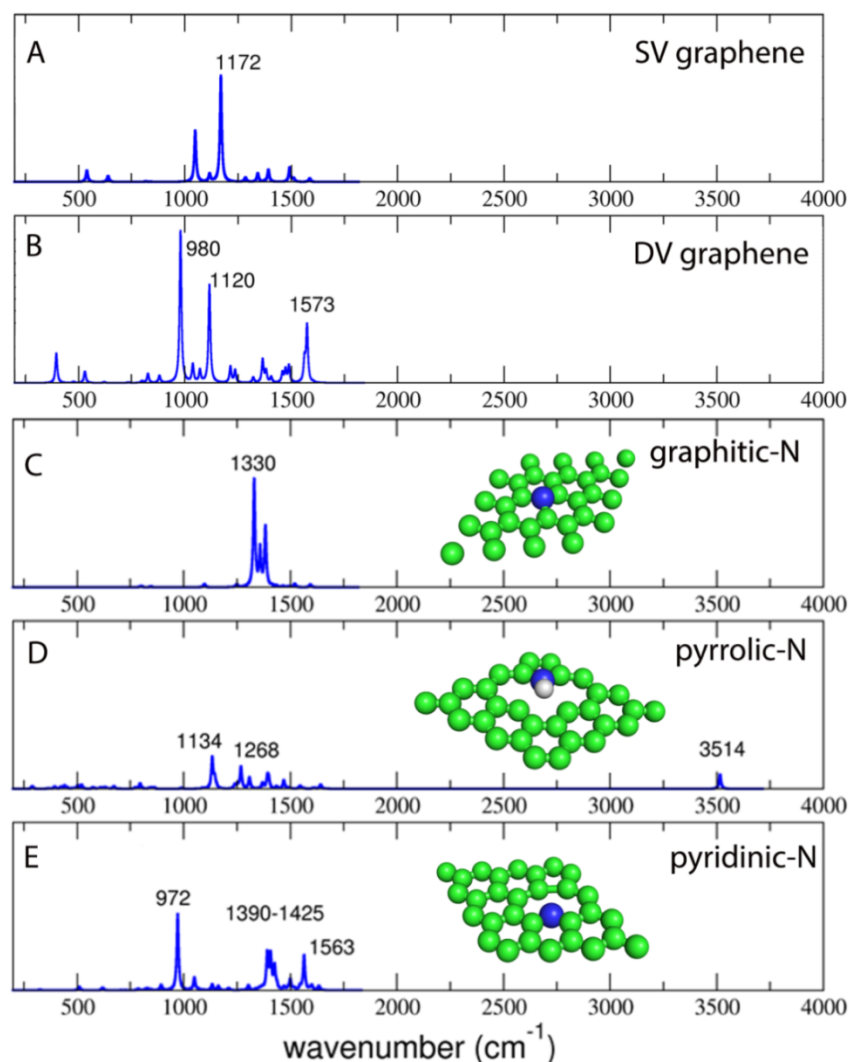 A
1172
SV graphene
500 1000 1500 2000 2500 3000 3500 4000
B
980
1120
1573
DV graphene
500 1000 1500 2000 2500 3000 3500 4000
C
1330
graphitic-N
500 1000 1500 2000 2500 3000 3500 4000
D
1134
1268
3514
pyrrolic-N
500 1000 1500 2000 2500 3000 3500 4000
E
972
1390-1425
1563
pyridinic-N
500 1000 1500 2000 2500 3000 3500 4000
wavenumber (cm⁻¹)